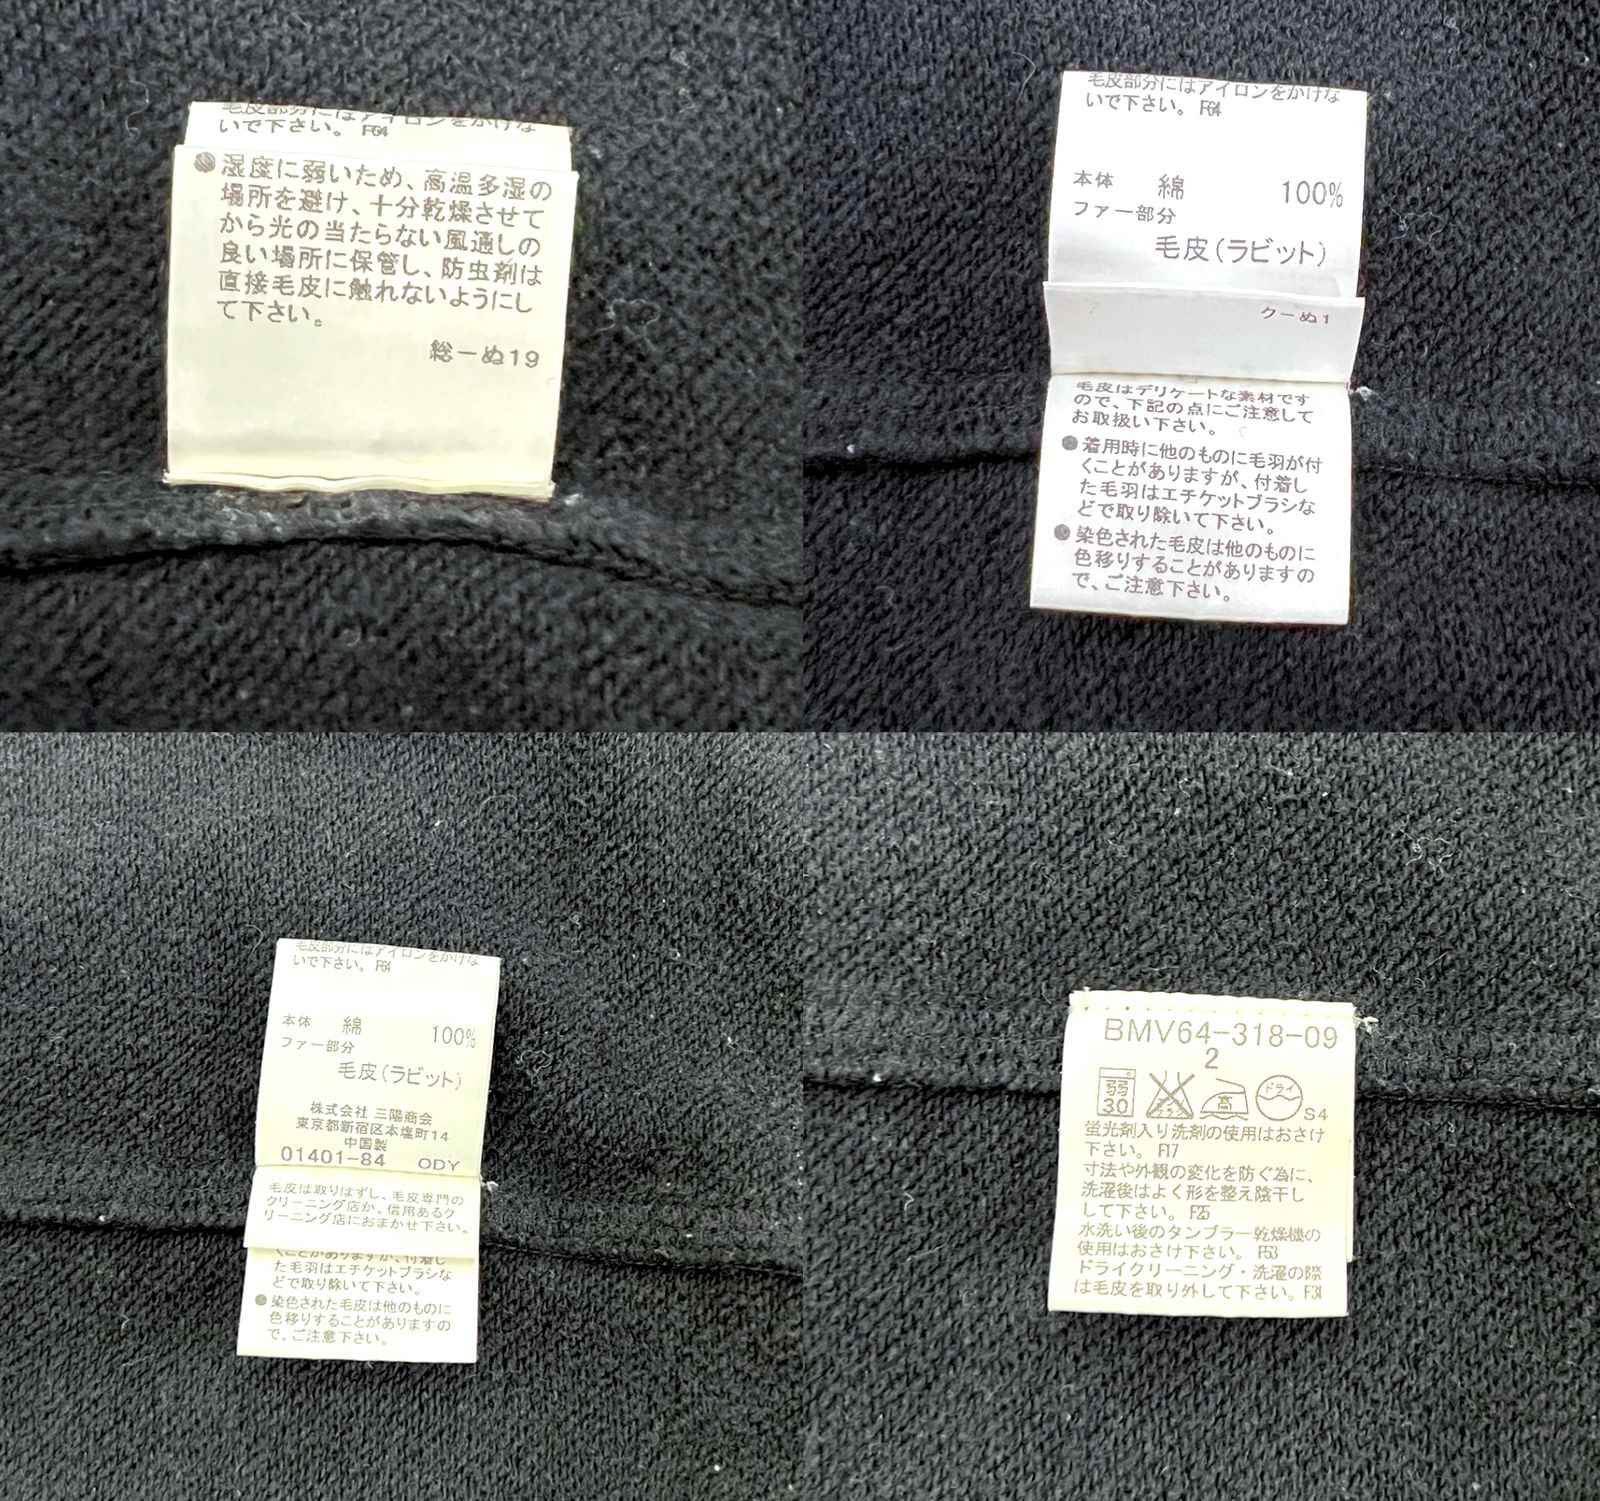 毛皮部分にはアイロンをかけな
いで下さい。 F64
●湿度に弱いため、高温多湿の
場所を避け、十分乾燥させて
から光の当たらない風通しの
良い場所に保管し、防虫剤は
直接毛皮に触れないようにし
て下さい。
総ーぬ19
毛皮部分にはアイロンをかけな
いで下さい。 F64
本体 綿 100%
ファー部分
毛皮(ラビット)
クーぬ1
毛皮はデリケートな素材です
ので、下記の点にご注意して
お取扱い下さい。
●着用時に他のものに毛羽が付
くことがありますが、付着し
た毛羽はエチケットブラシな
どで取り除いて下さい。
●染色された毛皮は他のものに
色移りすることがありますの
で、ご注意下さい。
毛皮部分にはアイロンをかけな
いで下さい。 F64
本体 綿 100%
ファー部分
毛皮(ラビット)
株式会社 三陽商会
東京都新宿区本塩町14
中国製
01401-84 ODY
毛皮は取りはずし、毛皮専門の
クリーニング店か、信用あるク
リーニング店におまかせ下さい。
くことがありますが、付着し
た毛羽はエチケットブラシな
どで取り除いて下さい。
●染色された毛皮は他のものに
色移りすることがありますの
で、ご注意下さい。
BMV64-318-09
2
弱 30 エンソサラシ 高 ドライ S4
蛍光剤入り洗剤の使用はおさけ
下さい。 F17
寸法や外観の変化を防ぐ為に、
洗濯後はよく形を整え陰干し
して下さい。 F25
水洗い後のタンブラー乾燥機の
使用はおさけ下さい。 F53
ドライクリーニング・洗濯の際
は毛皮を取り外して下さい。F31